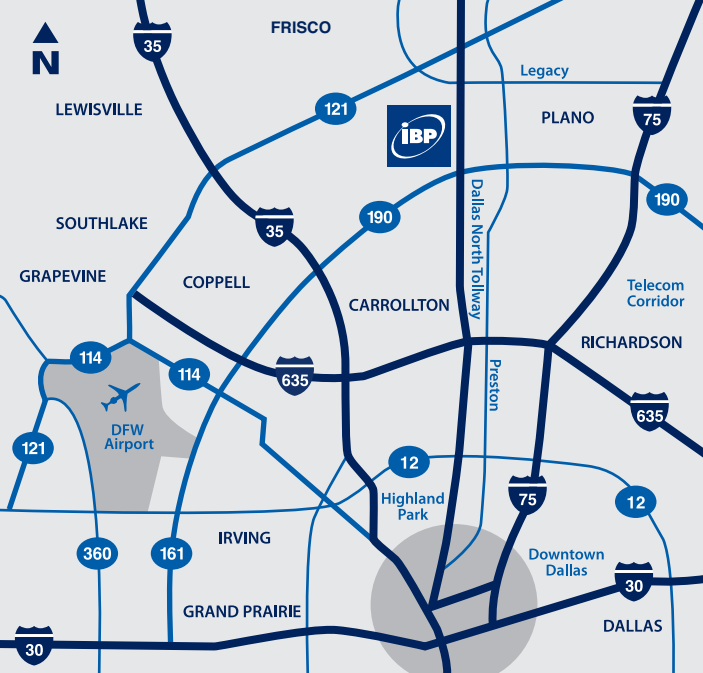 FRISCO
35
N
Legacy
LEWISVILLE
121
75
PLANO
iBP
190
190
SOUTHLAKE
35
Dallas North Tollway
GRAPEVINE
COPPELL
CARROLLTON
Telecom
Corridor
RICHARDSON
114
114
635
Preston
635
DFW
Airport
121
12
Highland
Park
75
12
IRVING
360
161
Downtown
Dallas
30
GRAND PRAIRIE
DALLAS
30